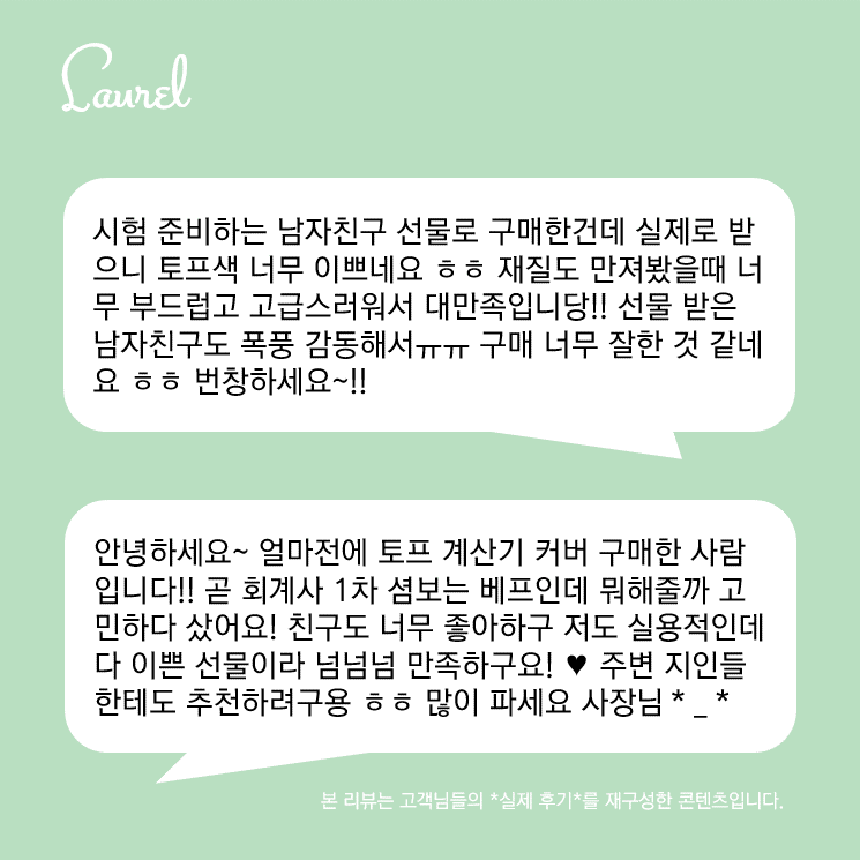 Laurel
시험 준비하는 남자친구 선물로 구매한건데 실제로 받
으니 토프색 너무 이쁘네요 ㅎㅎ 재질도 만져봤을때 너
무 부드럽고 고급스러워서 대만족입니당!! 선물 받은
남자친구도 폭풍 감동해서ㅠㅠ 구매 너무 잘한 것 같네
요 ㅎㅎ 번창하세요~!!
안녕하세요~ 얼마전에 토프 계산기 커버 구매한 사람
입니다!! 곧 회계사 1차 셤보는 베프인데 뭐해줄까 고
민하다 샀어요! 친구도 너무 좋아하구 저도 실용적인데
다 이쁜 선물이라 넘넘넘 만족하구요! ♥ 주변 지인들
한테도 추천하려구용 ㅎㅎ 많이 파세요 사장님 * _ *
본 리뷰는 고객님들의 *실제 후기*를 재구성한 콘텐츠입니다.